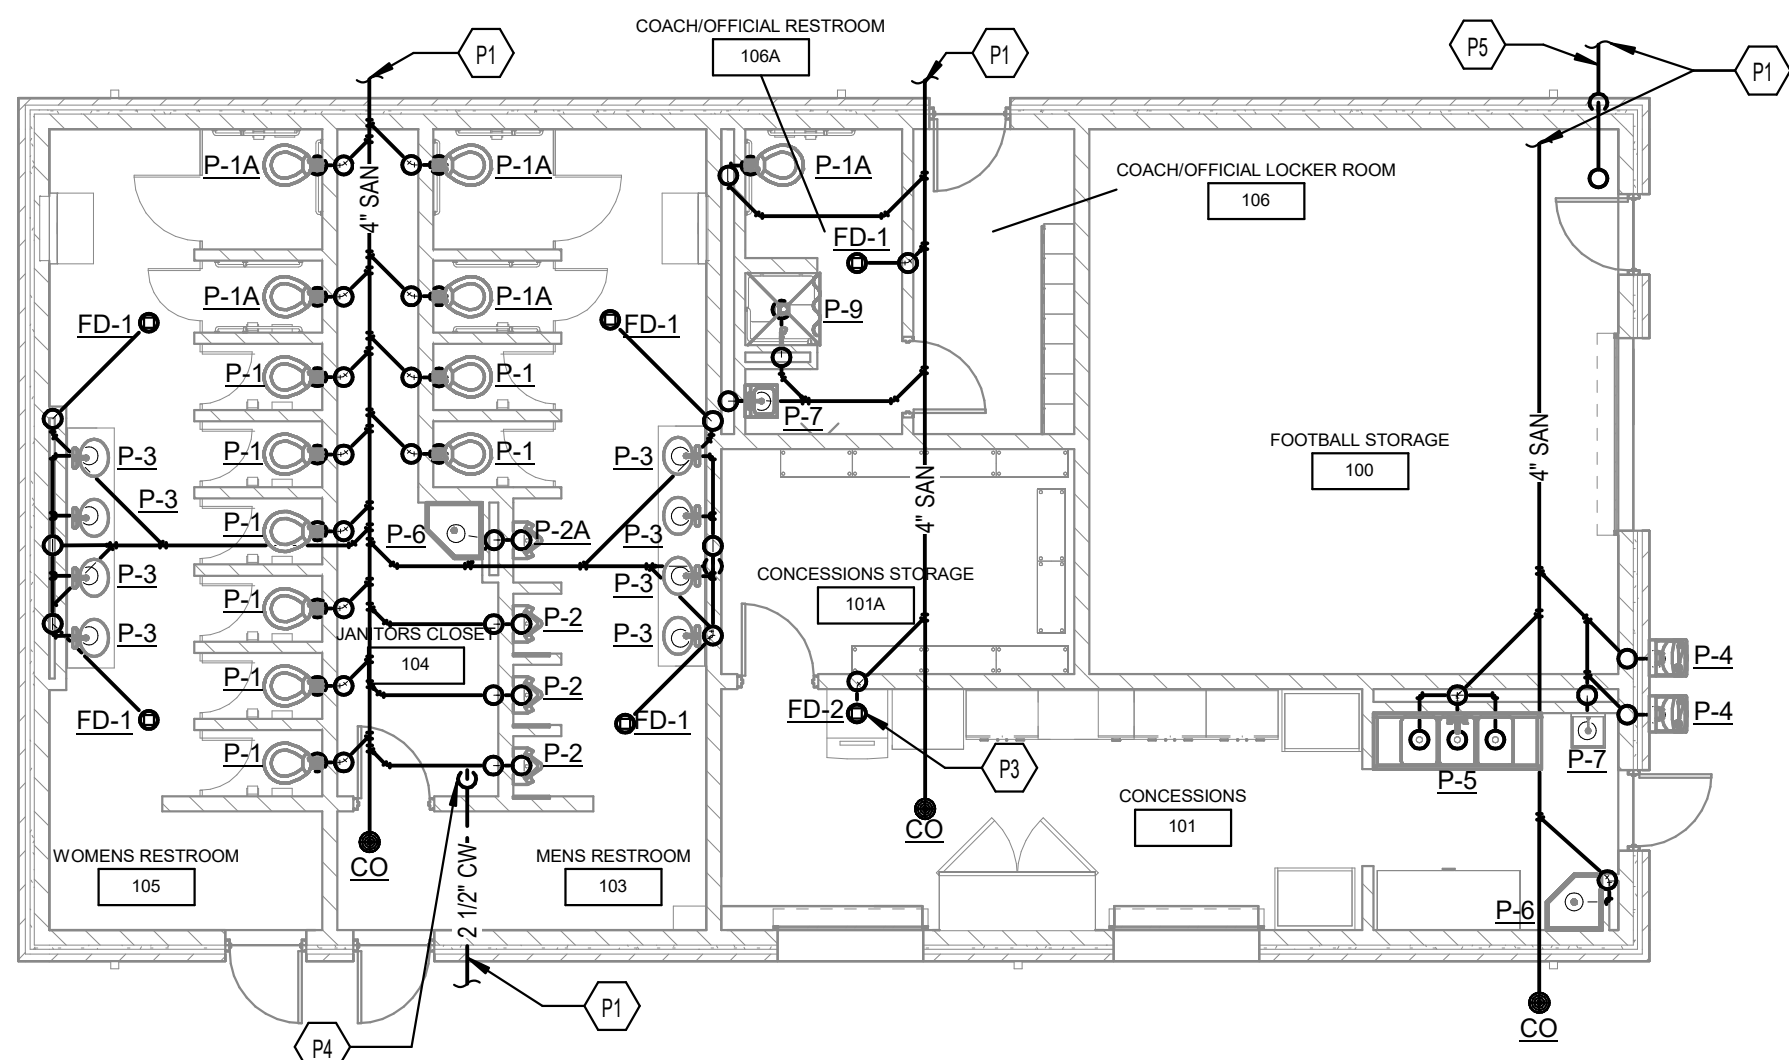 COACH/OFFICIAL RESTROOM
106A
P1
P1
P5
P1
P-1A
P-1A
P-1A
4" SAN
COACH/OFFICIAL LOCKER ROOM
106
FD-1
P-1A
P-1A
P-9
FD-1
FD-1
P-1
P-1
P-7
P-3
P-1
P-1
P-3
FOOTBALL STORAGE
100
4" SAN
4" SAN
P-3
P-1
P-6
P-2A
P-3
P-3
P-3
CONCESSIONS STORAGE
101A
P-1
P-2
P-3
P-3
JANITORS CLOSET
104
P-4
P-1
P-2
FD-1
FD-1
FD-2
P-4
P-1
P-2
P3
P-5
P-7
CONCESSIONS
101
CO
CO
WOMENS RESTROOM
105
MENS RESTROOM
103
2 1/2" CW
P-6
P1
P4
CO